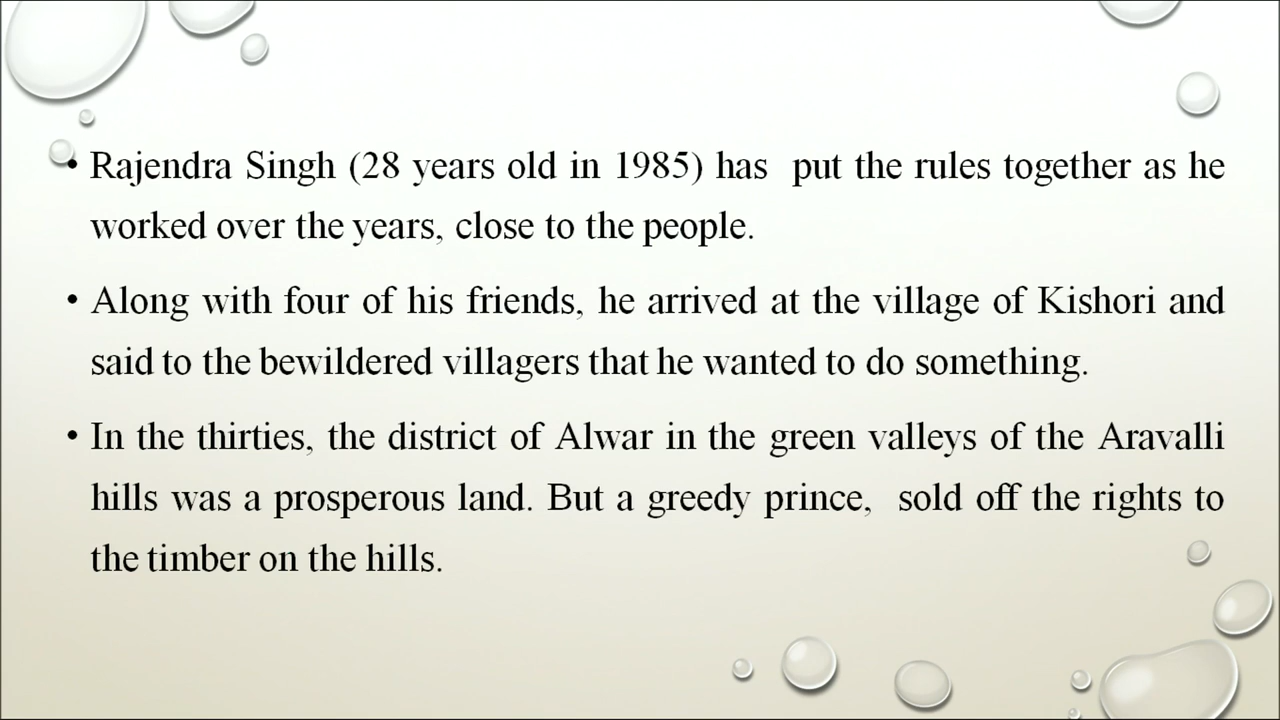 • Rajendra Singh (28 years old in 1985) has  put the rules together as he
worked over the years, close to the people.
• Along with four of his friends, he arrived at the village of Kishori and
said to the bewildered villagers that he wanted to do something.
• In the thirties, the district of Alwar in the green valleys of the Aravalli
hills was a prosperous land. But a greedy prince,  sold off the rights to
the timber on the hills.